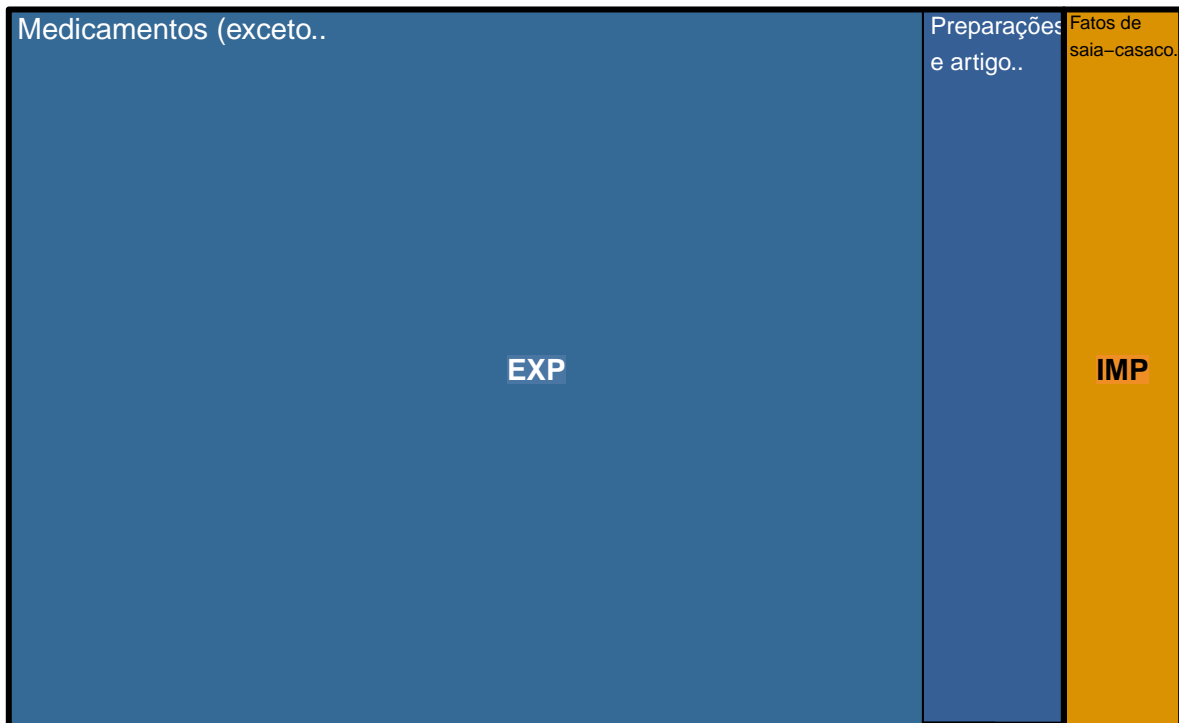 Medicamentos (exceto..
Preparações
e artigo..
Fatos de
saia−casaco.
EXP
IMP